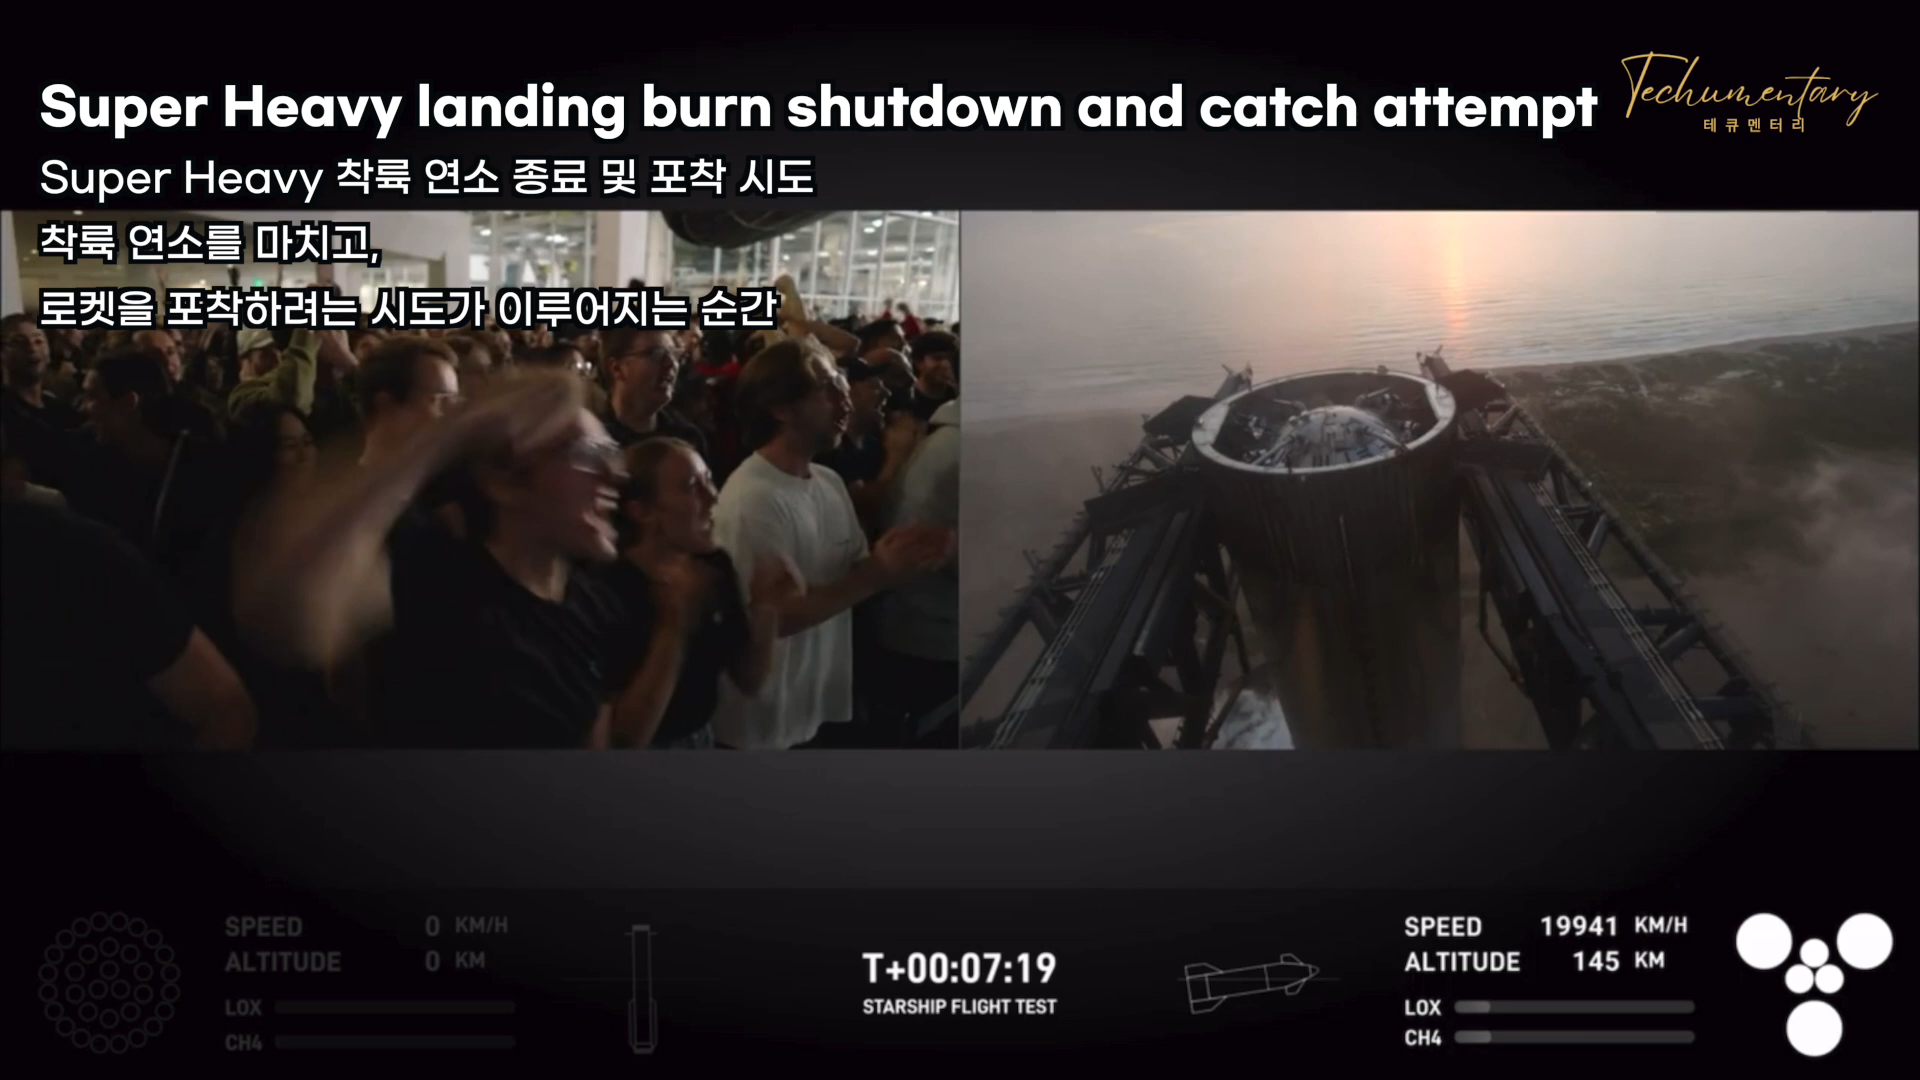 Super Heavy landing burn shutdown and catch attempt
Techumentary
테큐멘터리
Super Heavy 착륙 연소 종료 및 포착 시도
착륙 연소를 마치고,
로켓을 포착하려는 시도가 이루어지는 순간
SPEED 0 KM/H
ALTITUDE 0 KM
LOX
CH4
T+00:07:19
STARSHIP FLIGHT TEST
SPEED 19941 KM/H
ALTITUDE 145 KM
LOX
CH4